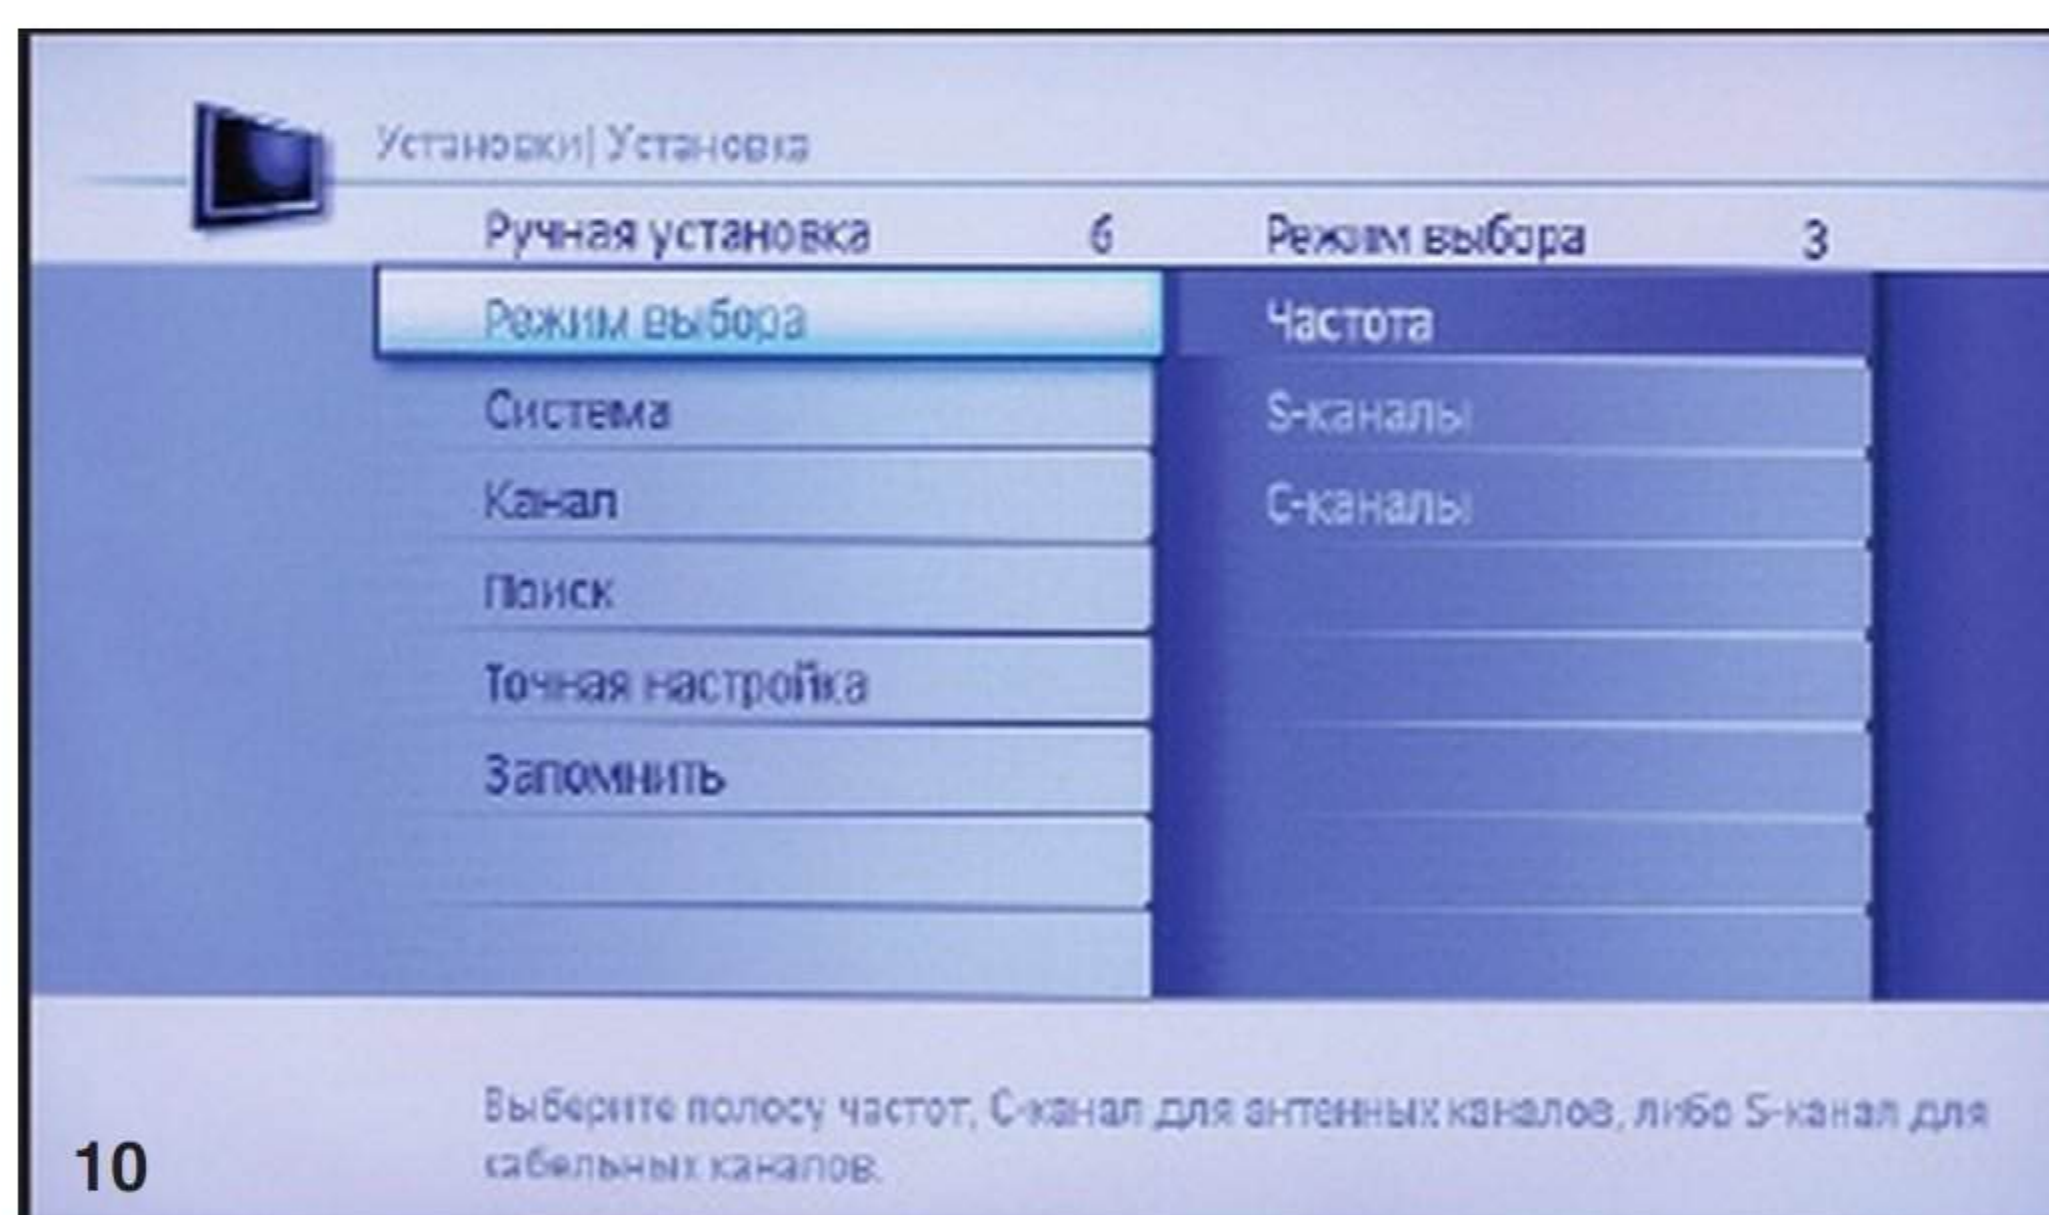 Установки| Установка
Ручная установка 6 Режим выбора 3
Режим выбора Частота
Система S-каналы
Канал C-каналы
Поиск
Точная настройка
Запомнить
Выберите полосу частот, C-канал для антенных каналов, либо S-канал для
кабельных каналов.
10